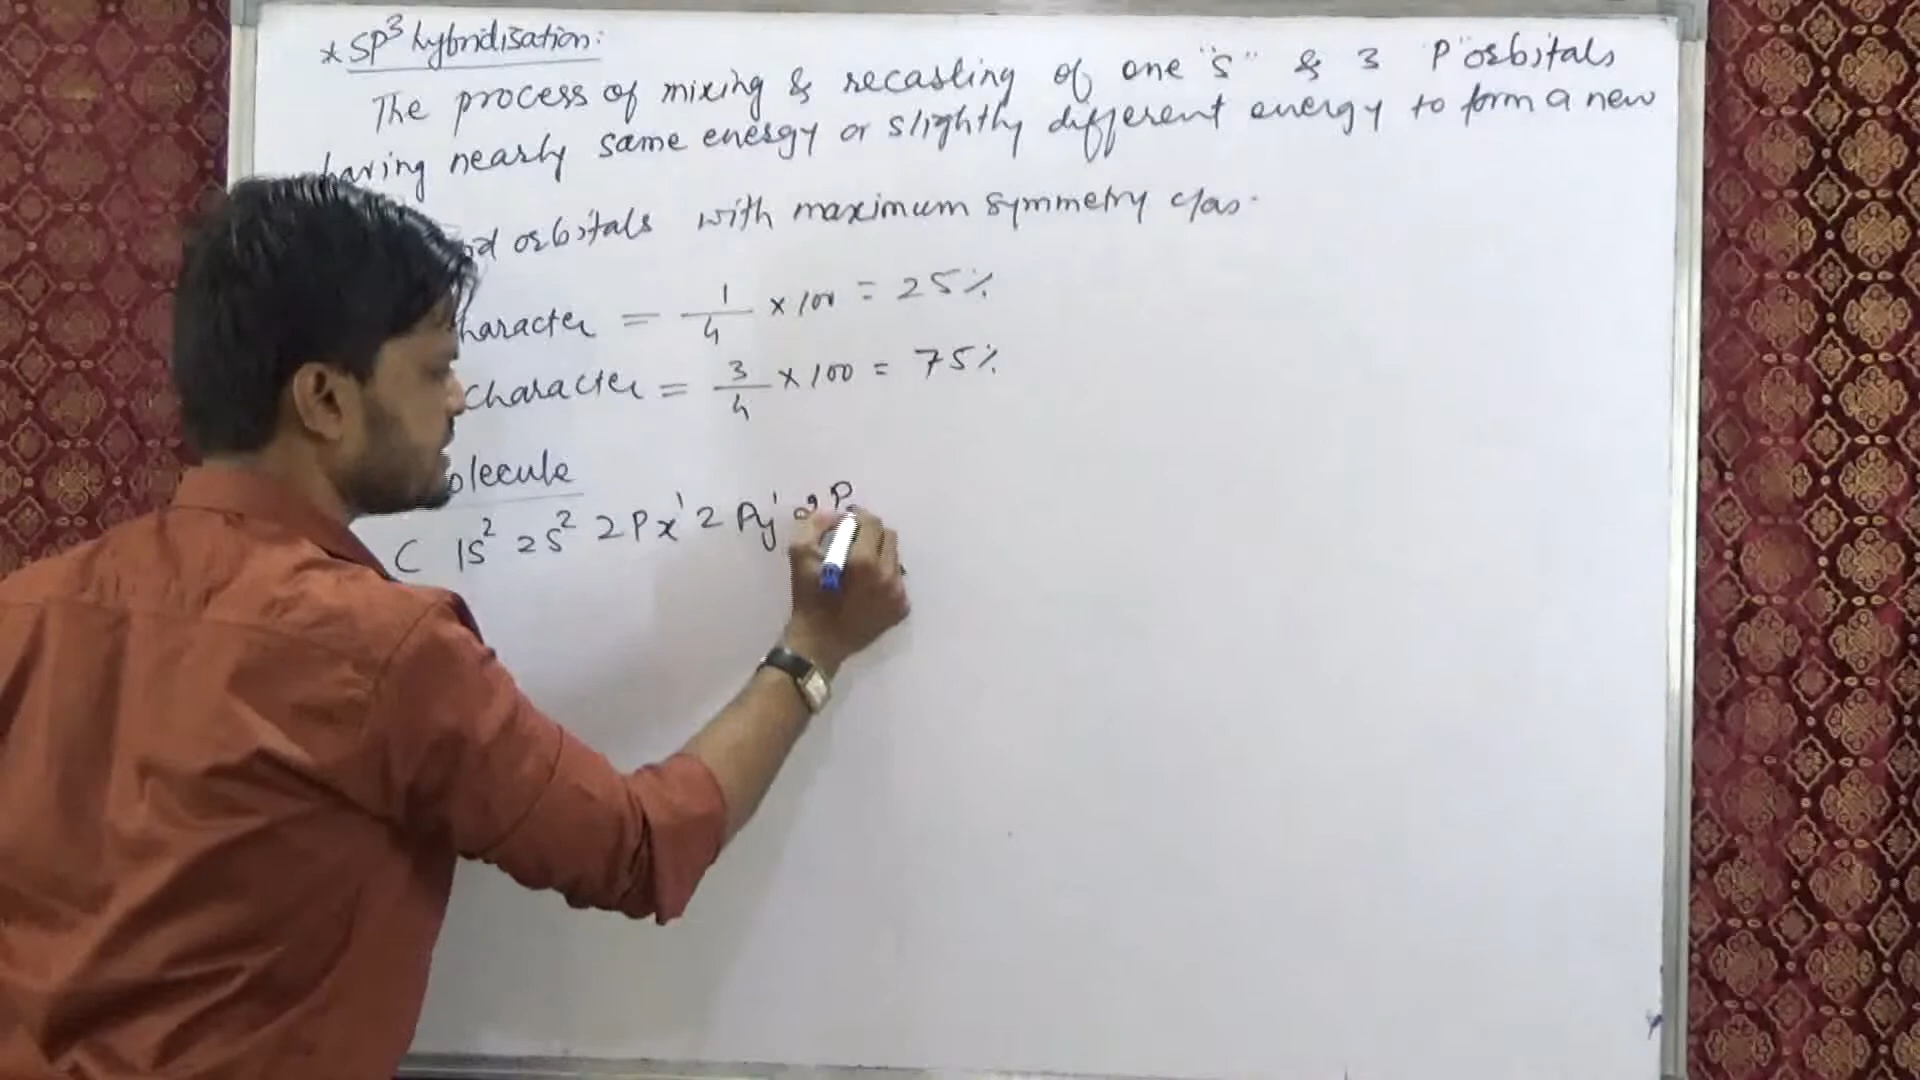 * SP³ hybridisation:
The process of mixing & recasting of one "s" & 3 P" orbitals
having nearly same energy or slightly different energy to form a new
orbitals with maximum symmetry
haracter = 1/4 × 100 = 25%
character = 3/4 × 100 = 75%
olecule
C 1S² 2S² 2Px¹ 2Py¹ 2P